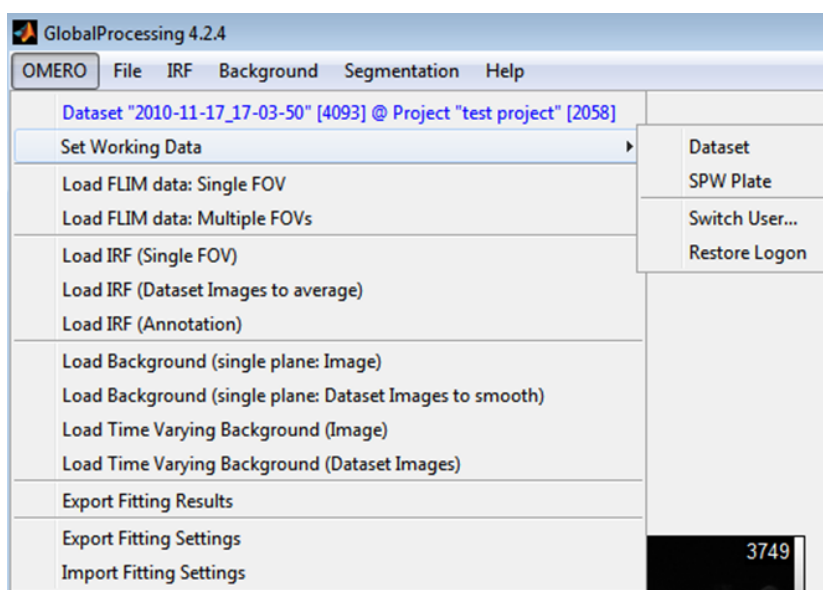 GlobalProcessing 4.2.4
OMERO File IRF Background Segmentation Help
Dataset "2010-11-17_17-03-50" [4093] @ Project "test project" [2058]
Set Working Data
Dataset
SPW Plate
Switch User...
Restore Logon
Load FLIM data: Single FOV
Load FLIM data: Multiple FOVs
Load IRF (Single FOV)
Load IRF (Dataset Images to average)
Load IRF (Annotation)
Load Background (single plane: Image)
Load Background (single plane: Dataset Images to smooth)
Load Time Varying Background (Image)
Load Time Varying Background (Dataset Images)
Export Fitting Results
Export Fitting Settings
Import Fitting Settings
3749